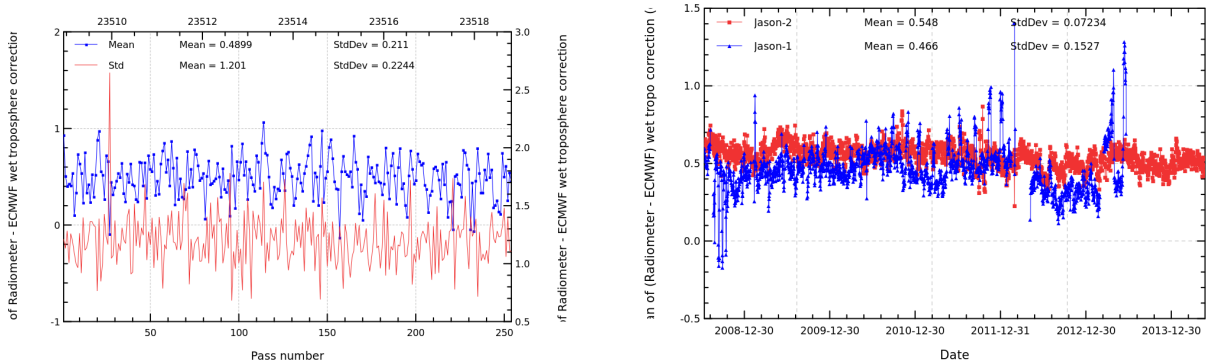 23510 23512 23514 23516 23518
2 3.0
Mean Mean = 0.4899 StdDev = 0.211
Std Mean = 1.201 StdDev = 0.2244
2.5
1 2.0
1.5
0
1.0
-1 0.5
50 100 150 200 250
Pass number
of Radiometer - ECMWF wet troposphere correction
of Radiometer - ECMWF wet troposphere correction
1.5
Jason-2 Mean = 0.548 StdDev = 0.07234
Jason-1 Mean = 0.466 StdDev = 0.1527
1.0
0.5
0.0
-0.5
2008-12-30 2009-12-30 2010-12-30 2011-12-31 2012-12-30 2013-12-30
Date
of (Radiometer - ECMWF) wet tropo correction (